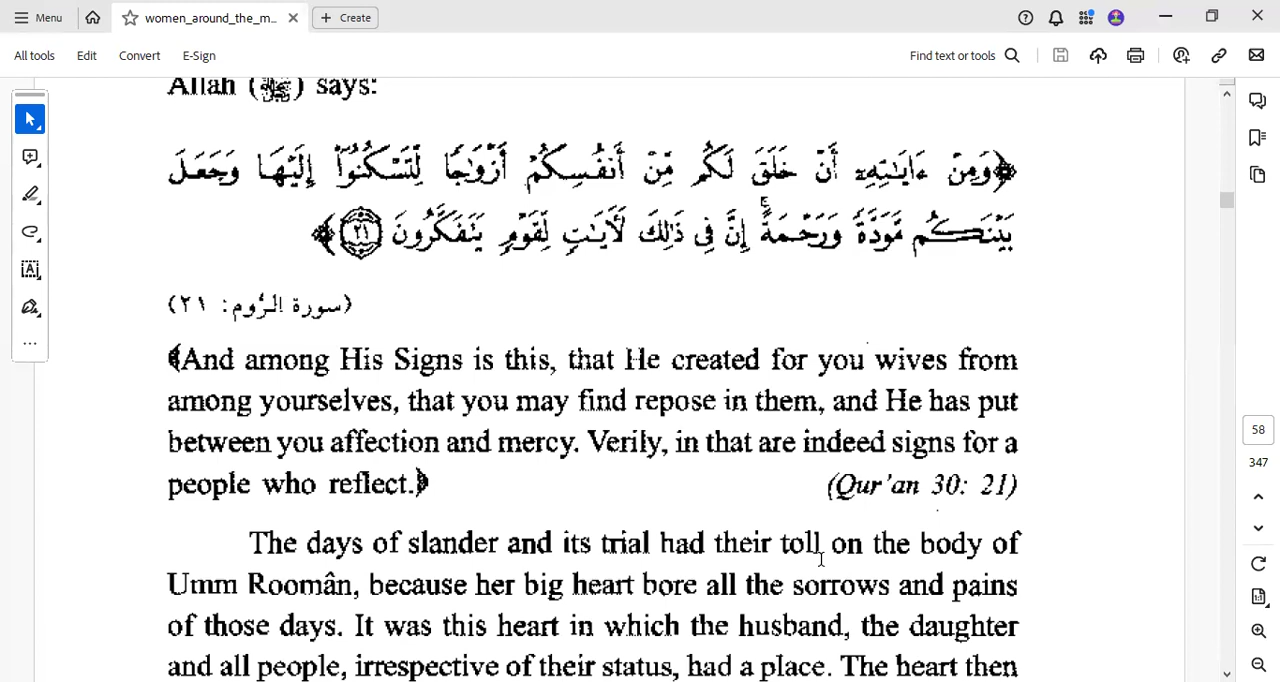 Menu
women_around_the_m...
Create
All tools Edit Convert E-Sign
Find text or tools
Allah (ﷻ) says:
﴿وَمِنْ ءَايَـٰتِهِۦٓ أَنْ خَلَقَ لَكُم مِّنْ أَنفُسِكُمْ أَزْوَٰجًا لِّتَسْكُنُوٓا۟ إِلَيْهَا وَجَعَلَ
بَيْنَكُم مَّوَدَّةً وَرَحْمَةً ۚ إِنَّ فِى ذَٰلِكَ لَـَٔايَـٰتٍ لِّقَوْمٍ يَتَفَكَّرُونَ ٢١﴾
(سورة الرُّوم: ٢١)
﴾And among His Signs is this, that He created for you wives from
among yourselves, that you may find repose in them, and He has put
between you affection and mercy. Verily, in that are indeed signs for a
people who reflect.﴿ (Qur'an 30: 21)
The days of slander and its trial had their toll on the body of
Umm Roomân, because her big heart bore all the sorrows and pains
of those days. It was this heart in which the husband, the daughter
and all people, irrespective of their status, had a place. The heart then
58
347
1:1